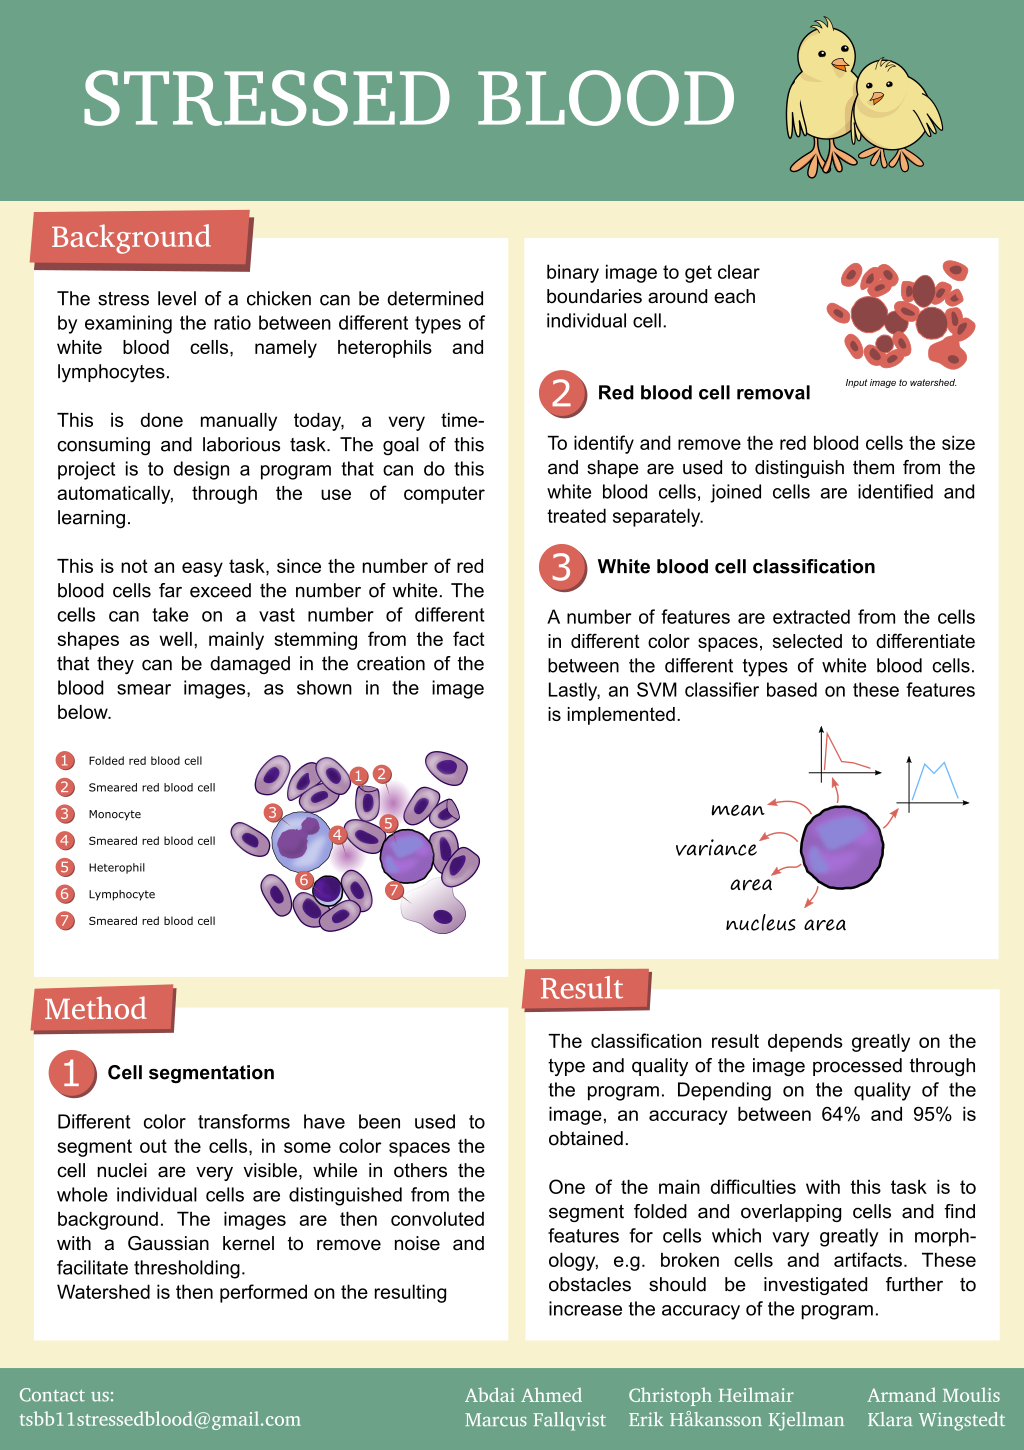 STRESSED BLOOD
Background
The stress level of a chicken can be determined
by examining the ratio between different types of
white blood cells, namely heterophils and
lymphocytes.
This is done manually today, a very time-
consuming and laborious task. The goal of this
project is to design a program that can do this
automatically, through the use of computer
learning.
This is not an easy task, since the number of red
blood cells far exceed the number of white. The
cells can take on a vast number of different
shapes as well, mainly stemming from the fact
that they can be damaged in the creation of the
blood smear images, as shown in the image
below.
1 Folded red blood cell
2 Smeared red blood cell
3 Monocyte
4 Smeared red blood cell
5 Heterophil
6 Lymphocyte
7 Smeared red blood cell
1 2
3
4
5
6
7
Method
1 Cell segmentation
Different color transforms have been used to
segment out the cells, in some color spaces the
cell nuclei are very visible, while in others the
whole individual cells are distinguished from the
background. The images are then convoluted
with a Gaussian kernel to remove noise and
facilitate thresholding.
Watershed is then performed on the resulting
binary image to get clear
boundaries around each
individual cell.
Input image to watershed.
2 Red blood cell removal
To identify and remove the red blood cells the size
and shape are used to distinguish them from the
white blood cells, joined cells are identified and
treated separately.
3 White blood cell classification
A number of features are extracted from the cells
in different color spaces, selected to differentiate
between the different types of white blood cells.
Lastly, an SVM classifier based on these features
is implemented.
mean
variance
area
nucleus area
Result
The classification result depends greatly on the
type and quality of the image processed through
the program. Depending on the quality of the
image, an accuracy between 64% and 95% is
obtained.
One of the main difficulties with this task is to
segment folded and overlapping cells and find
features for cells which vary greatly in morph-
ology, e.g. broken cells and artifacts. These
obstacles should be investigated further to
increase the accuracy of the program.
Contact us:
tsbb11stressedblood@gmail.com
Abdai Ahmed
Marcus Fallqvist
Christoph Heilmair
Erik Håkansson Kjellman
Armand Moulis
Klara Wingstedt